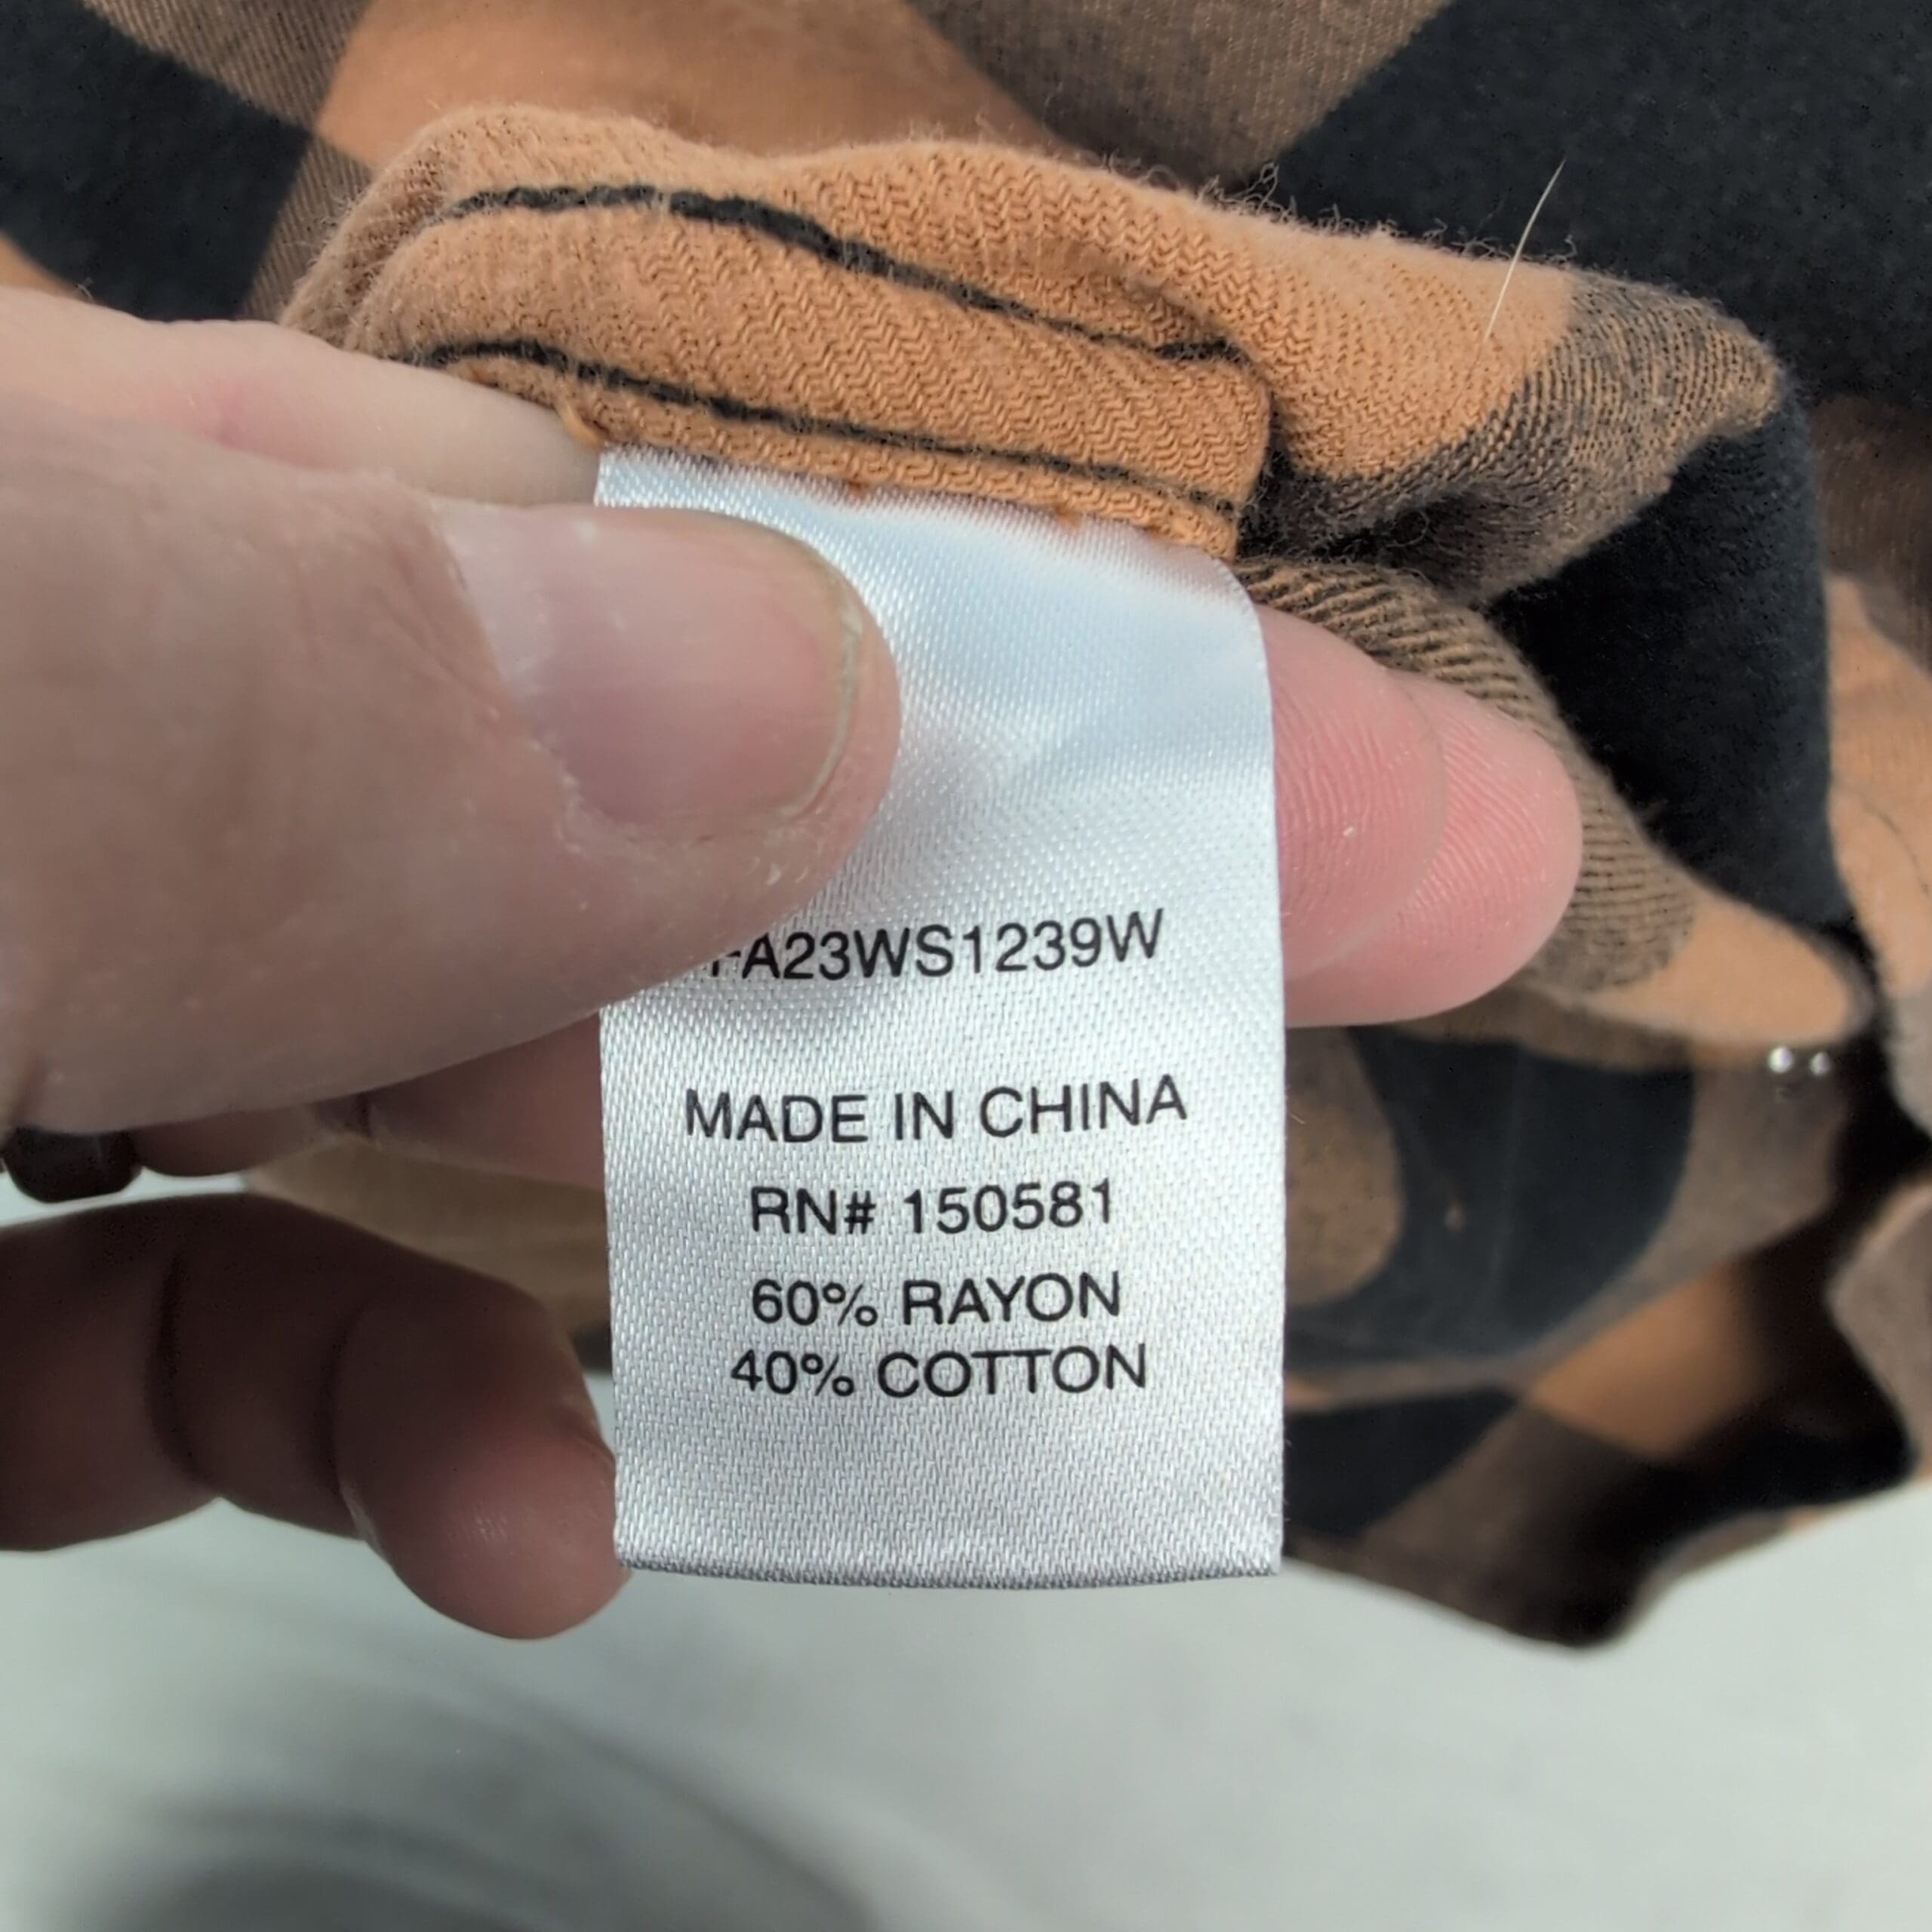 FA23WS1239W
MADE IN CHINA
RN# 150581
60% RAYON
40% COTTON